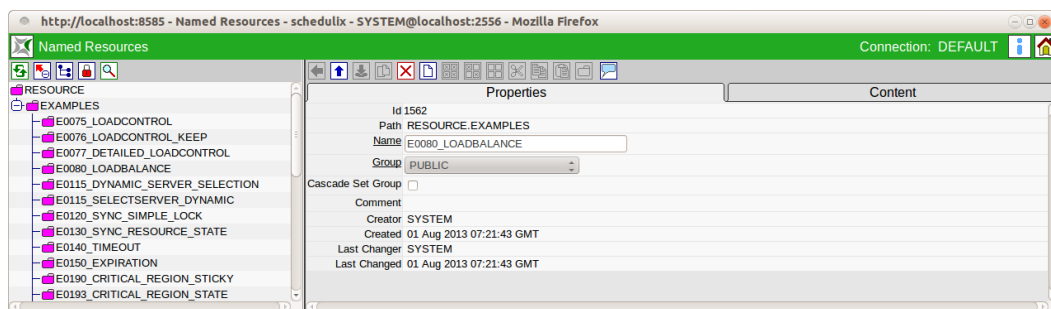 http://localhost:8585 - Named Resources - schedulix - SYSTEM@localhost:2556 - Mozilla Firefox
Named Resources
Connection: DEFAULT
RESOURCE
EXAMPLES
E0075_LOADCONTROL
E0076_LOADCONTROL_KEEP
E0077_DETAILED_LOADCONTROL
E0080_LOADBALANCE
E0115_DYNAMIC_SERVER_SELECTION
E0115_SELECTSERVER_DYNAMIC
E0120_SYNC_SIMPLE_LOCK
E0130_SYNC_RESOURCE_STATE
E0140_TIMEOUT
E0150_EXPIRATION
E0190_CRITICAL_REGION_STICKY
E0193_CRITICAL_REGION_STATE
Properties
Content
Id 1562
Path RESOURCE.EXAMPLES
Name E0080_LOADBALANCE
Group PUBLIC
Cascade Set Group
Comment
Creator SYSTEM
Created 01 Aug 2013 07:21:43 GMT
Last Changer SYSTEM
Last Changed 01 Aug 2013 07:21:43 GMT